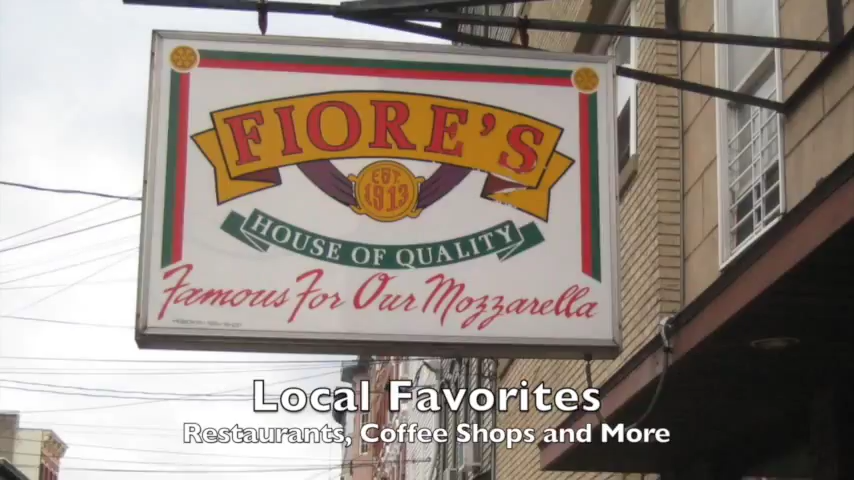 FIORE'S
EST
1913
HOUSE OF QUALITY
Famous For Our Mozzarella
Local Favorites
Restaurants, Coffee Shops and More